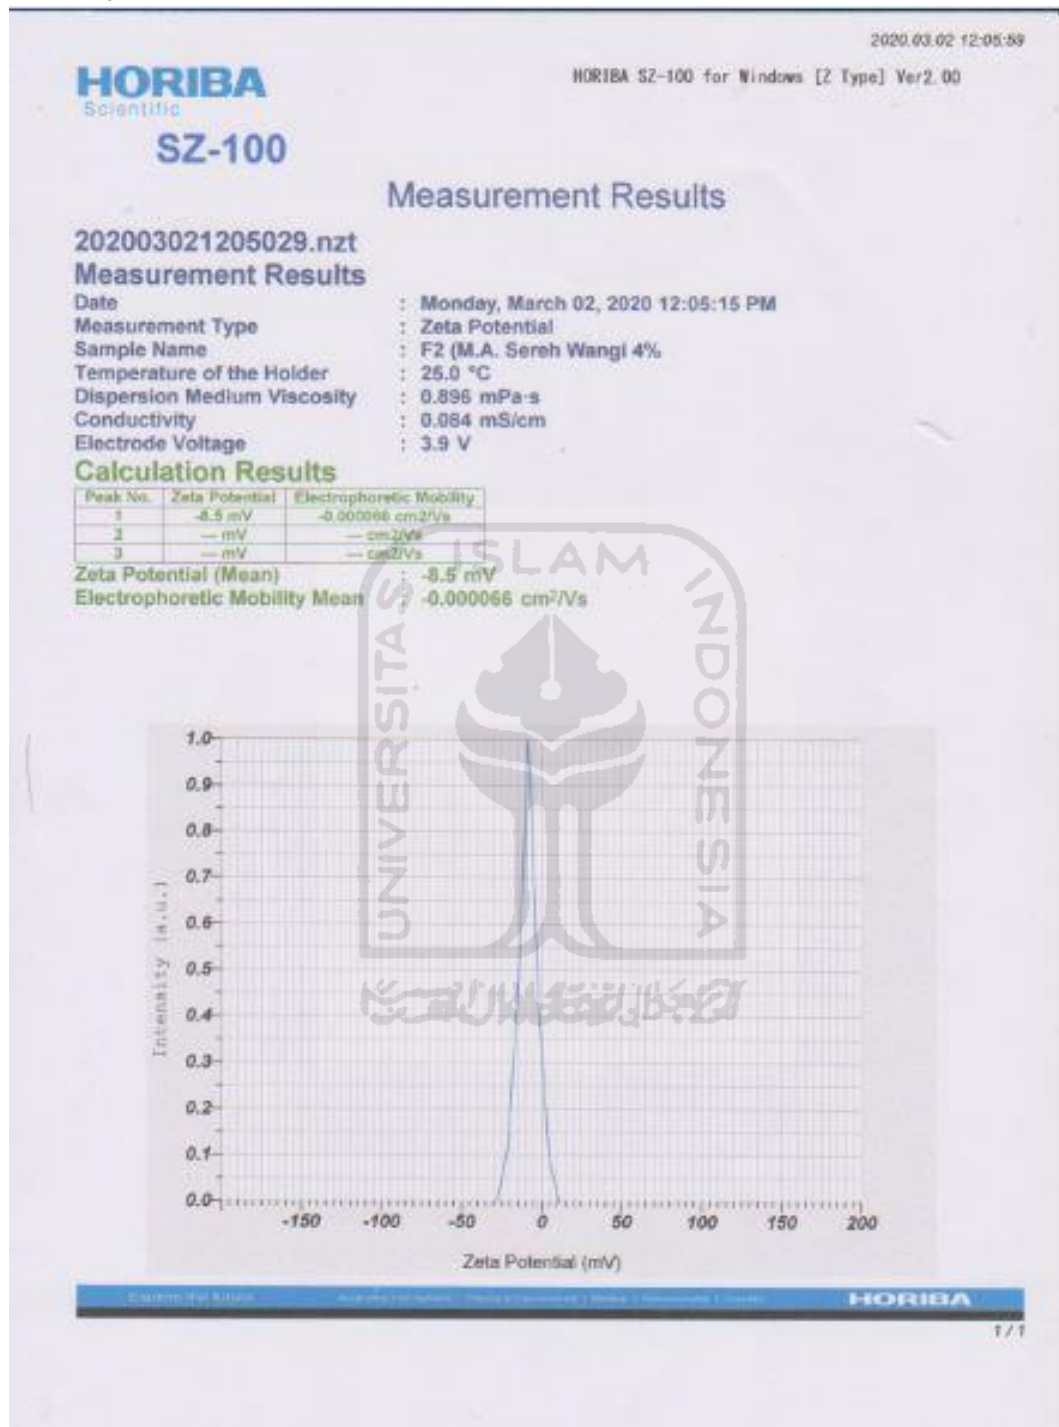 2020.03.02 12:05:59
HORIBA
Scientific
HORIBA SZ-100 for Windows [Z Type] Ver2.00
SZ-100
Measurement Results
202003021205029.nzt
Measurement Results
Date : Monday, March 02, 2020 12:05:15 PM
Measurement Type : Zeta Potential
Sample Name : F2 (M.A. Sereh Wangi 4%
Temperature of the Holder : 25.0 °C
Dispersion Medium Viscosity : 0.896 mPa·s
Conductivity : 0.084 mS/cm
Electrode Voltage : 3.9 V
Calculation Results
Peak No. Zeta Potential Electrophoretic Mobility
1 -8.5 mV -0.000066 cm2/Vs
2 — mV — cm2/Vs
3 — mV — cm2/Vs
Zeta Potential (Mean) : -8.5 mV
Electrophoretic Mobility Mean : -0.000066 cm²/Vs
UNIVERSITAS ISLAM INDONESIA
1.0
0.9
0.8
0.7
0.6
0.5
0.4
0.3
0.2
0.1
0.0
Intensity (a.u.)
-150 -100 -50 0 50 100 150 200
Zeta Potential (mV)
Explore the future
HORIBA
1 / 1